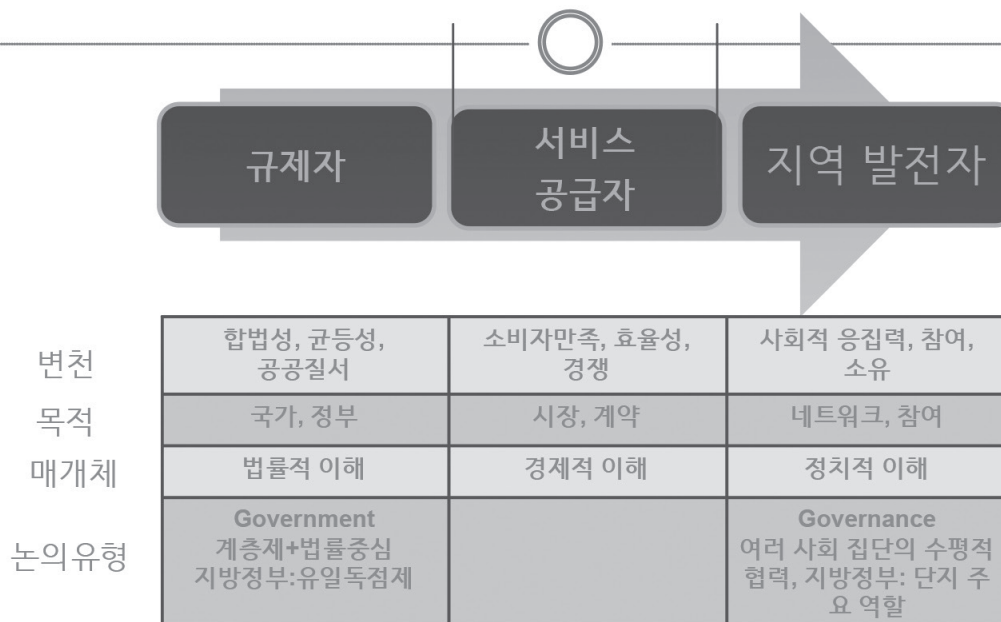 규제자
서비스
공급자
지역 발전자
변천
합법성, 균등성,
공공질서
소비자만족, 효율성,
경쟁
사회적 응집력, 참여,
소유
목적
국가, 정부
시장, 계약
네트워크, 참여
매개체
법률적 이해
경제적 이해
정치적 이해
논의유형
Government
계층제+법률중심
지방정부:유일독점제
Governance
여러 사회 집단의 수평적
협력, 지방정부: 단지 주
요 역할